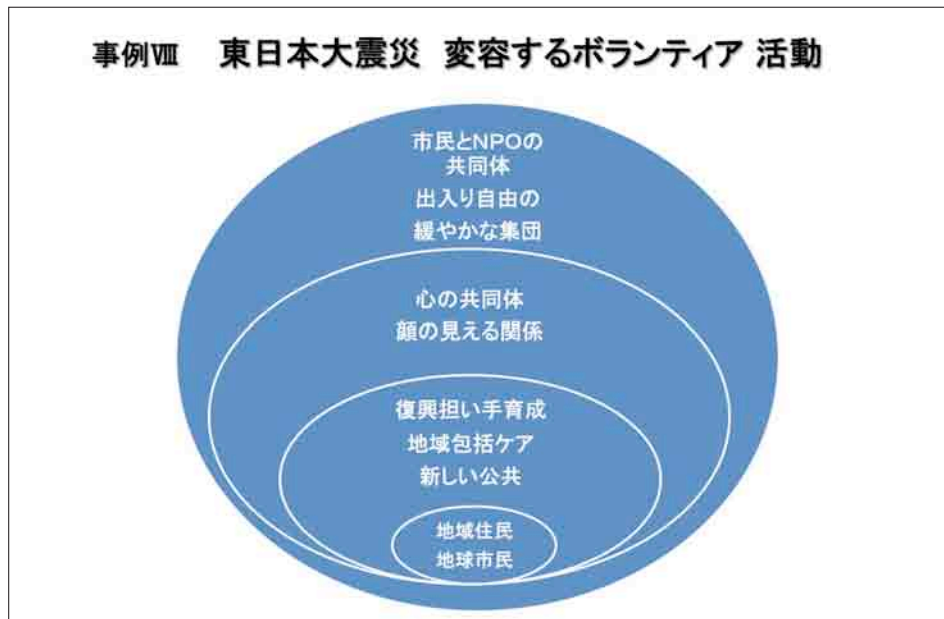 事例Ⅷ 東日本大震災 変容するボランティア 活動
市民とNPOの
共同体
出入り自由の
緩やかな集団
心の共同体
顔の見える関係
復興担い手育成
地域包括ケア
新しい公共
地域住民
地球市民